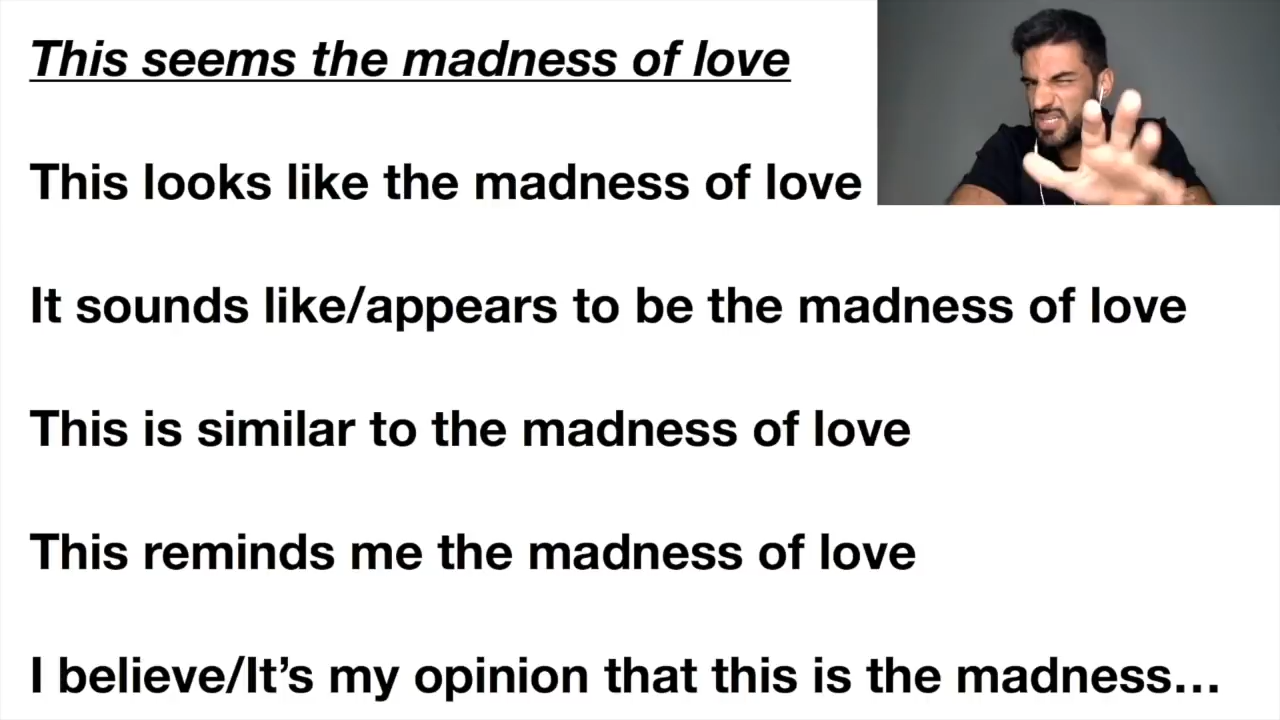 This seems the madness of love
This looks like the madness of love
It sounds like/appears to be the madness of love
This is similar to the madness of love
This reminds me the madness of love
I believe/It’s my opinion that this is the madness…